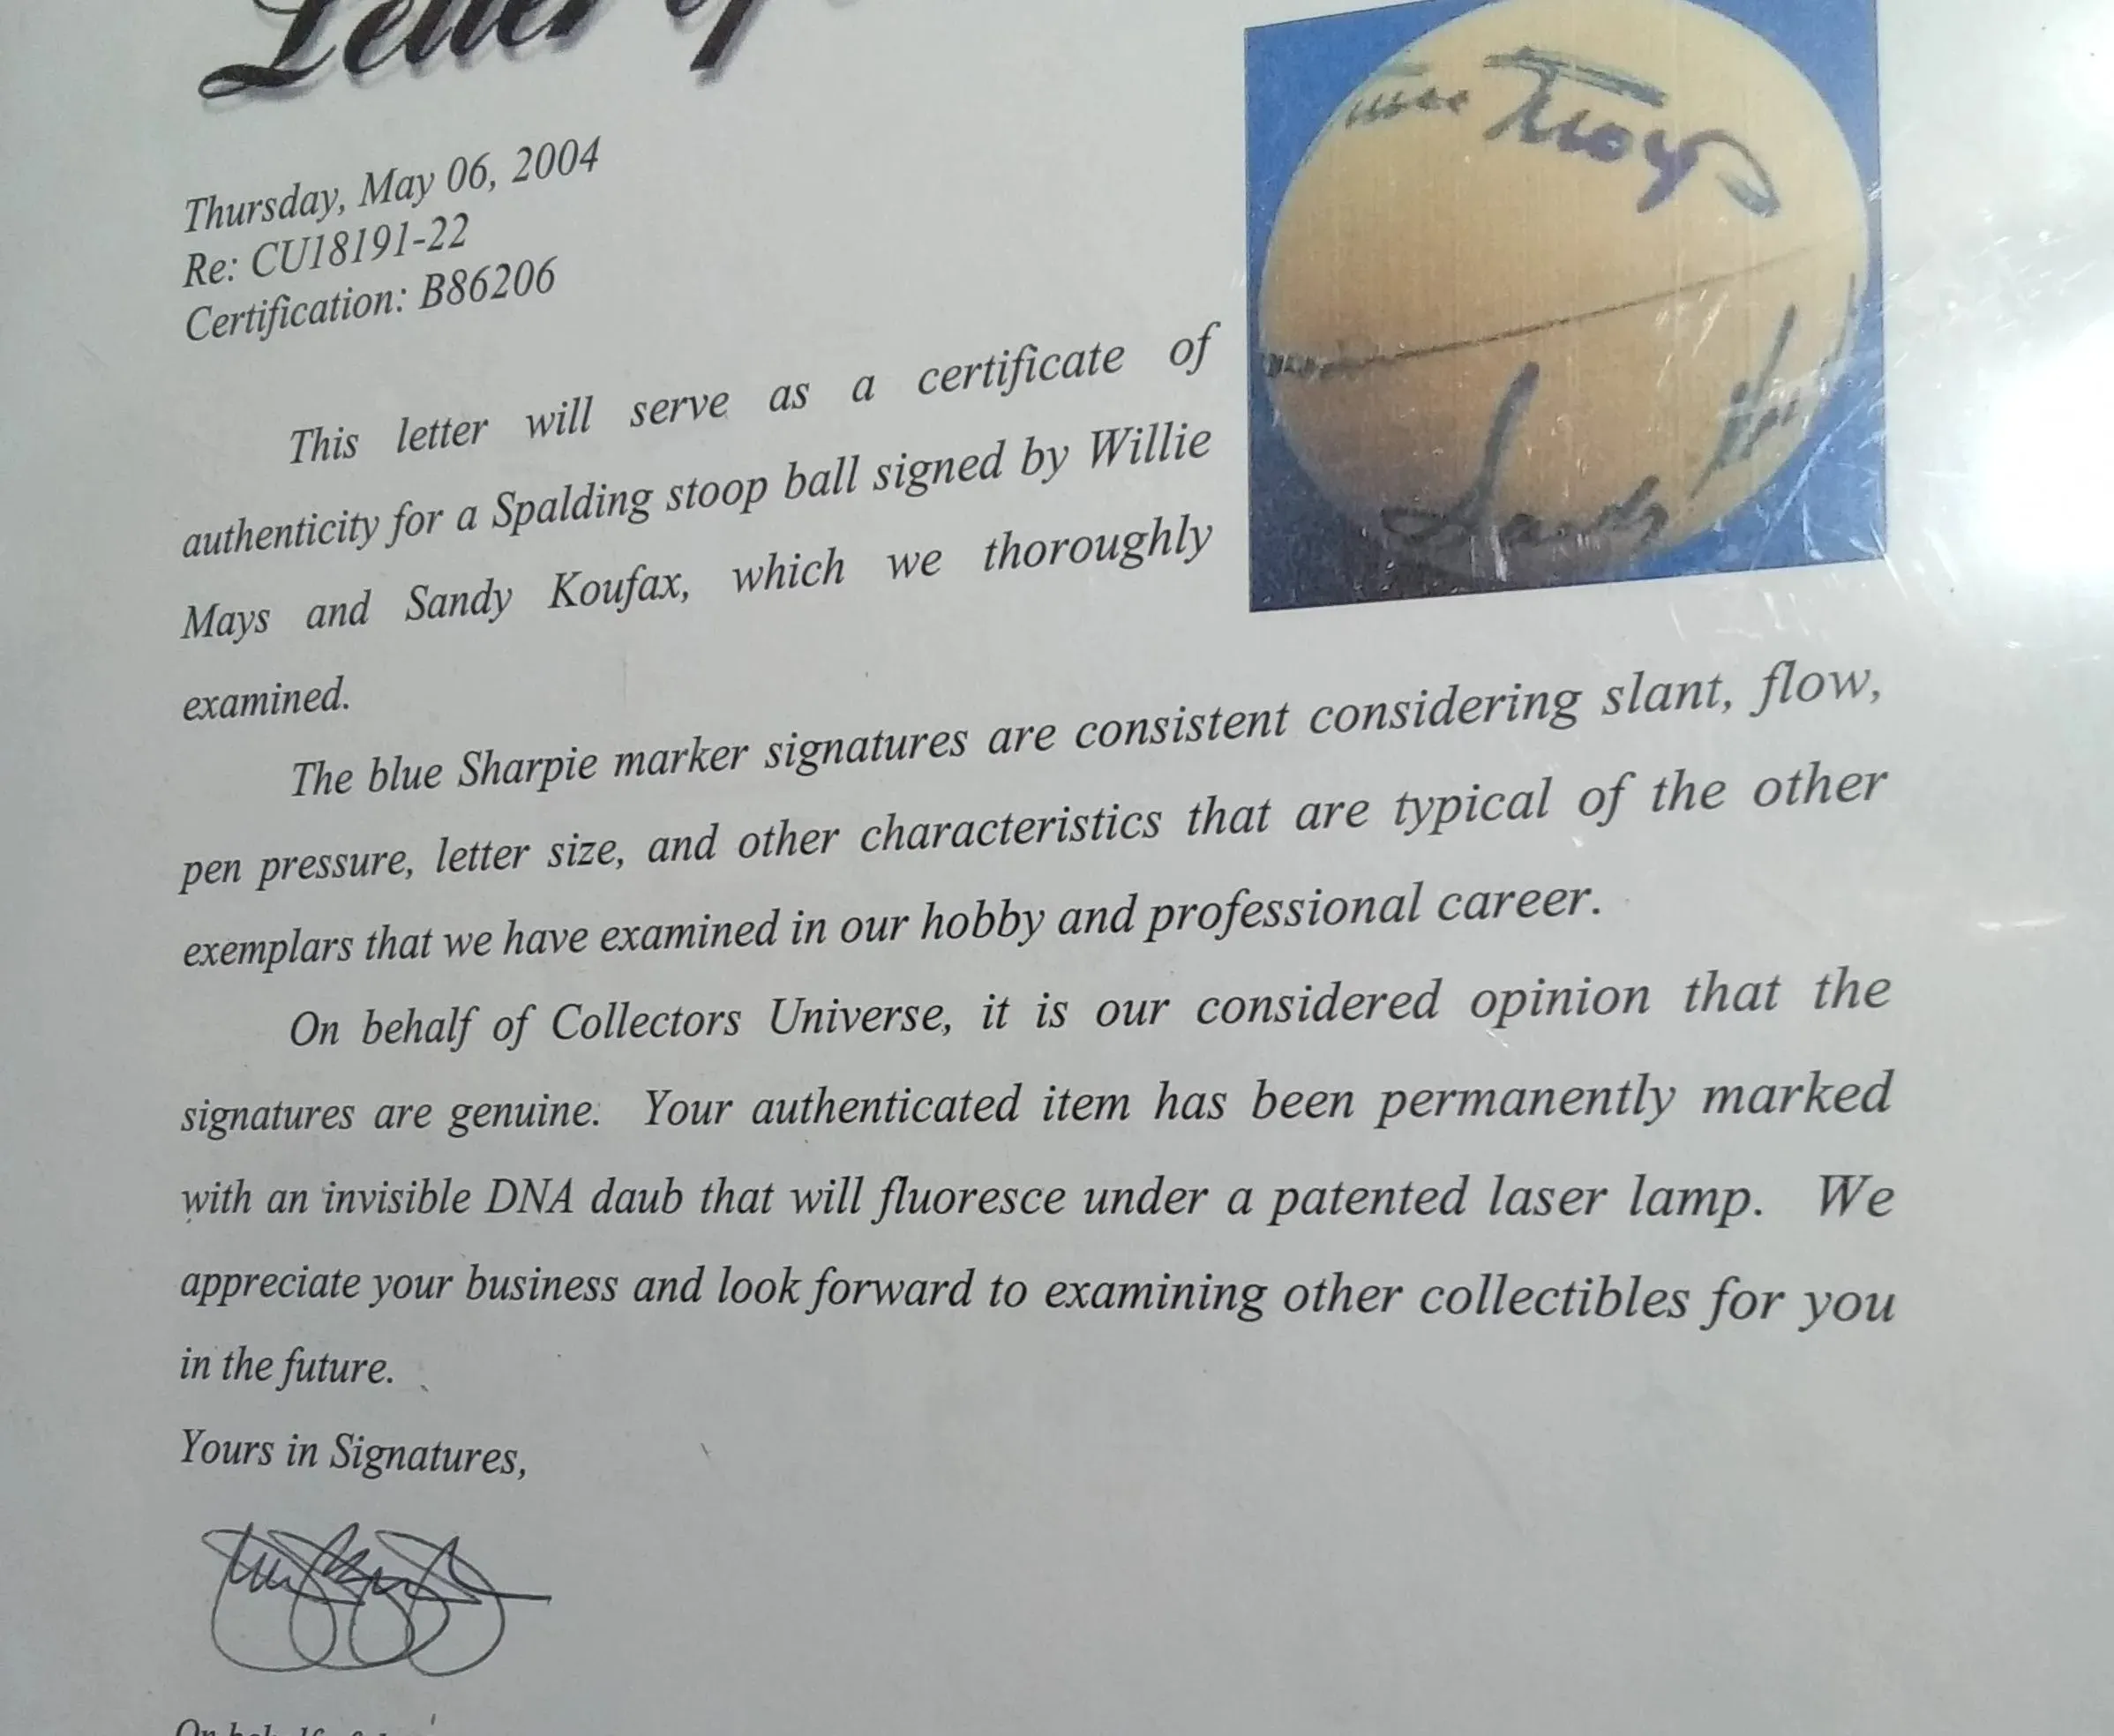 Letter of
Thursday, May 06, 2004
Re: CU18191-22
Certification: B86206
This letter will serve as a certificate of
authenticity for a Spalding stoop ball signed by Willie
Mays and Sandy Koufax, which we thoroughly
examined.
The blue Sharpie marker signatures are consistent considering slant, flow,
pen pressure, letter size, and other characteristics that are typical of the other
exemplars that we have examined in our hobby and professional career.
On behalf of Collectors Universe, it is our considered opinion that the
signatures are genuine. Your authenticated item has been permanently marked
with an invisible DNA daub that will fluoresce under a patented laser lamp. We
appreciate your business and look forward to examining other collectibles for you
in the future.
Yours in Signatures,
Sandy